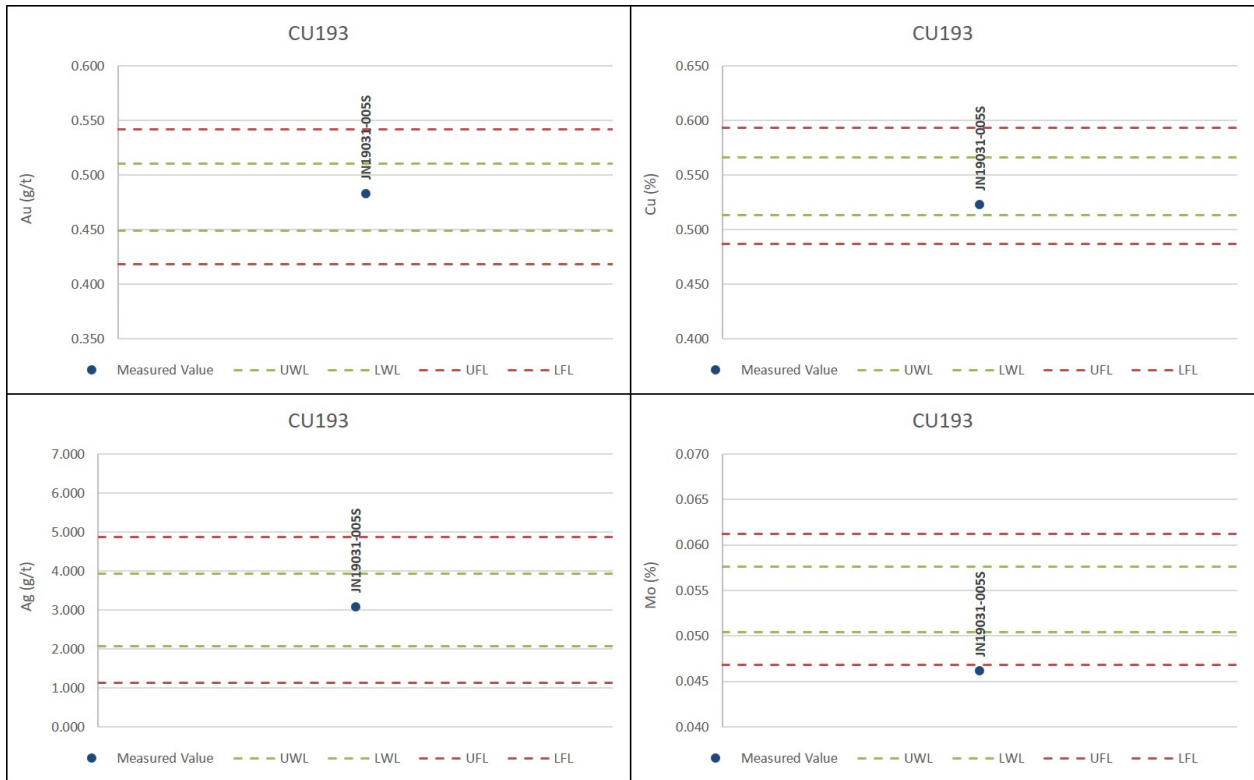 CU193
0.600
0.550
0.500
0.450
0.400
0.350
Au (g/t)
JN19031-005S
Measured Value UWL LWL UFL LFL
CU193
0.650
0.600
0.550
0.500
0.450
0.400
Cu (%)
JN19031-005S
Measured Value UWL LWL UFL LFL
CU193
7.000
6.000
5.000
4.000
3.000
2.000
1.000
0.000
Ag (g/t)
JN19031-005S
Measured Value UWL LWL UFL LFL
CU193
0.070
0.065
0.060
0.055
0.050
0.045
0.040
Mo (%)
JN19031-005S
Measured Value UWL LWL UFL LFL